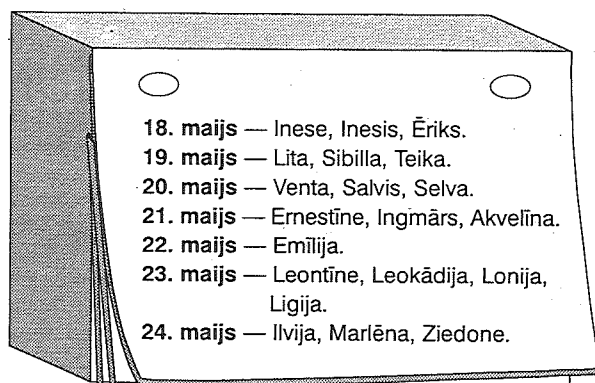 18. maijs — Inese, Inesis, Ēriks.
19. maijs — Lita, Sibilla, Teika.
20. maijs — Venta, Salvis, Selva.
21. maijs — Ernestīne, Ingmārs, Akvelīna.
22. maijs — Emīlija.
23. maijs — Leontīne, Leokādija, Lonija,
Ligija.
24. maijs — Ilvija, Marlēna, Ziedone.